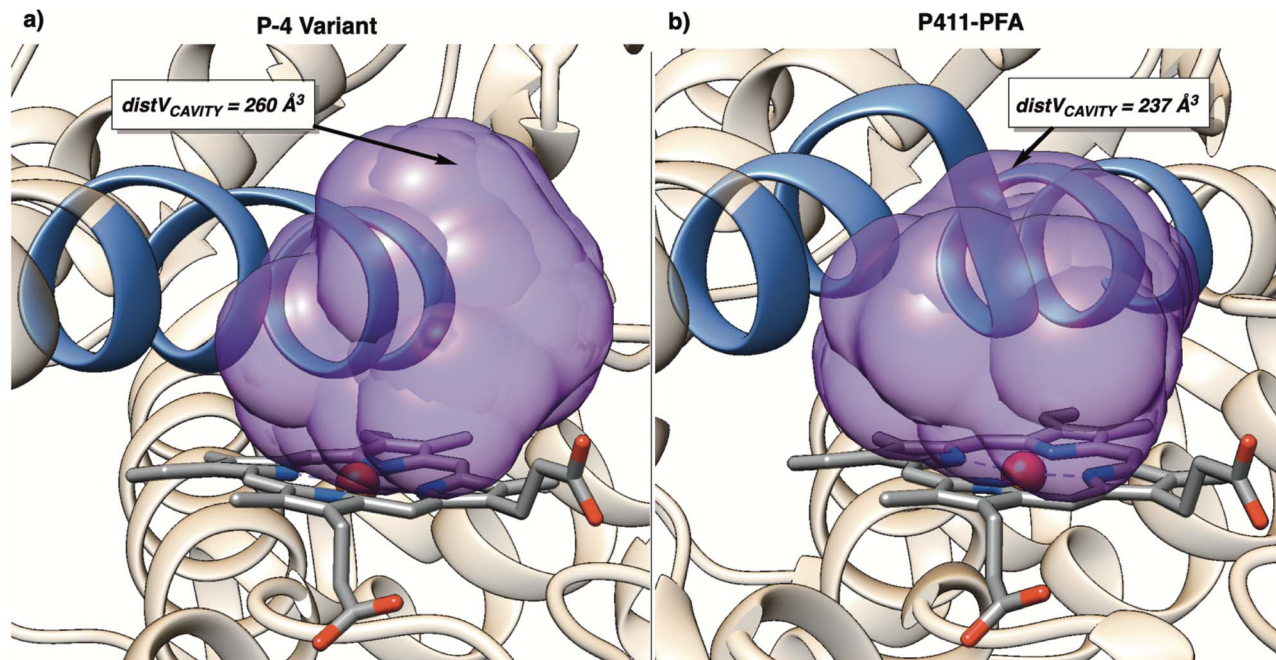 a)
P-4 Variant
distV_CAVITY = 260 Å³
b)
P411-PFA
distV_CAVITY = 237 Å³